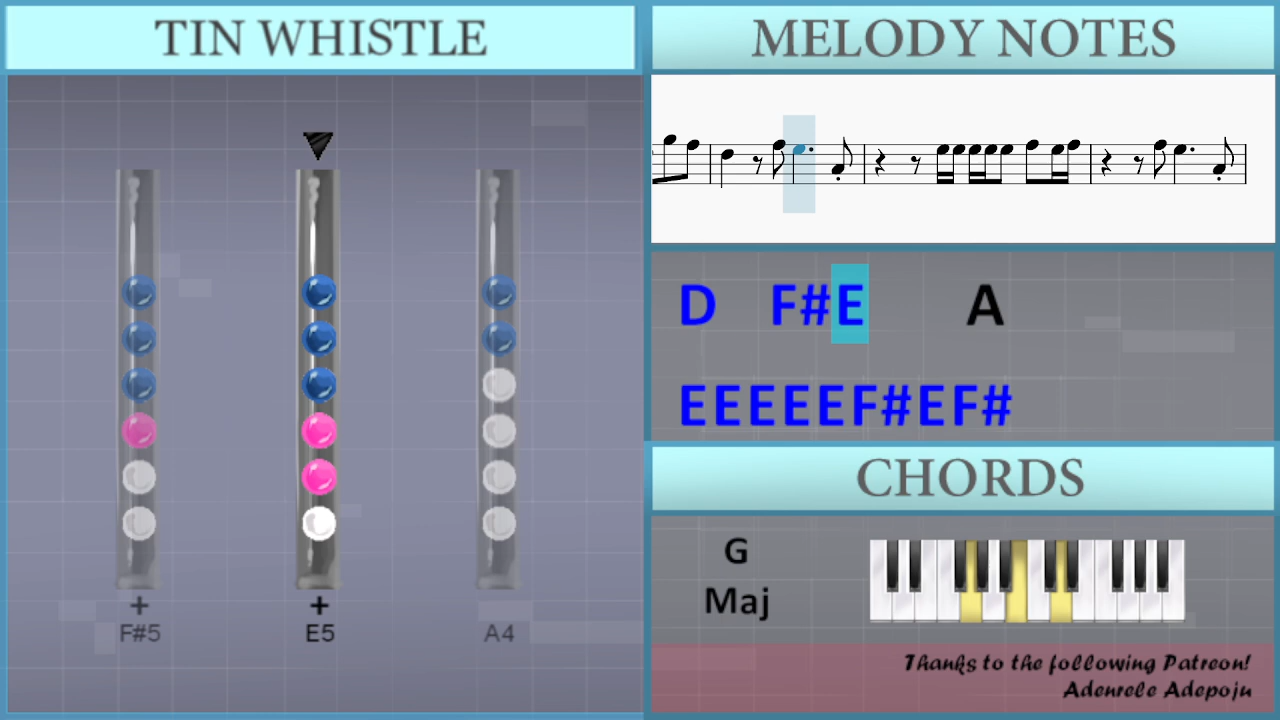 TIN WHISTLE
+
F#5
+
E5
A4
MELODY NOTES
D F#E A
EEEEEF#EF#
CHORDS
G
Maj
Thanks to the following Patreon!
Adenrele Adepoju